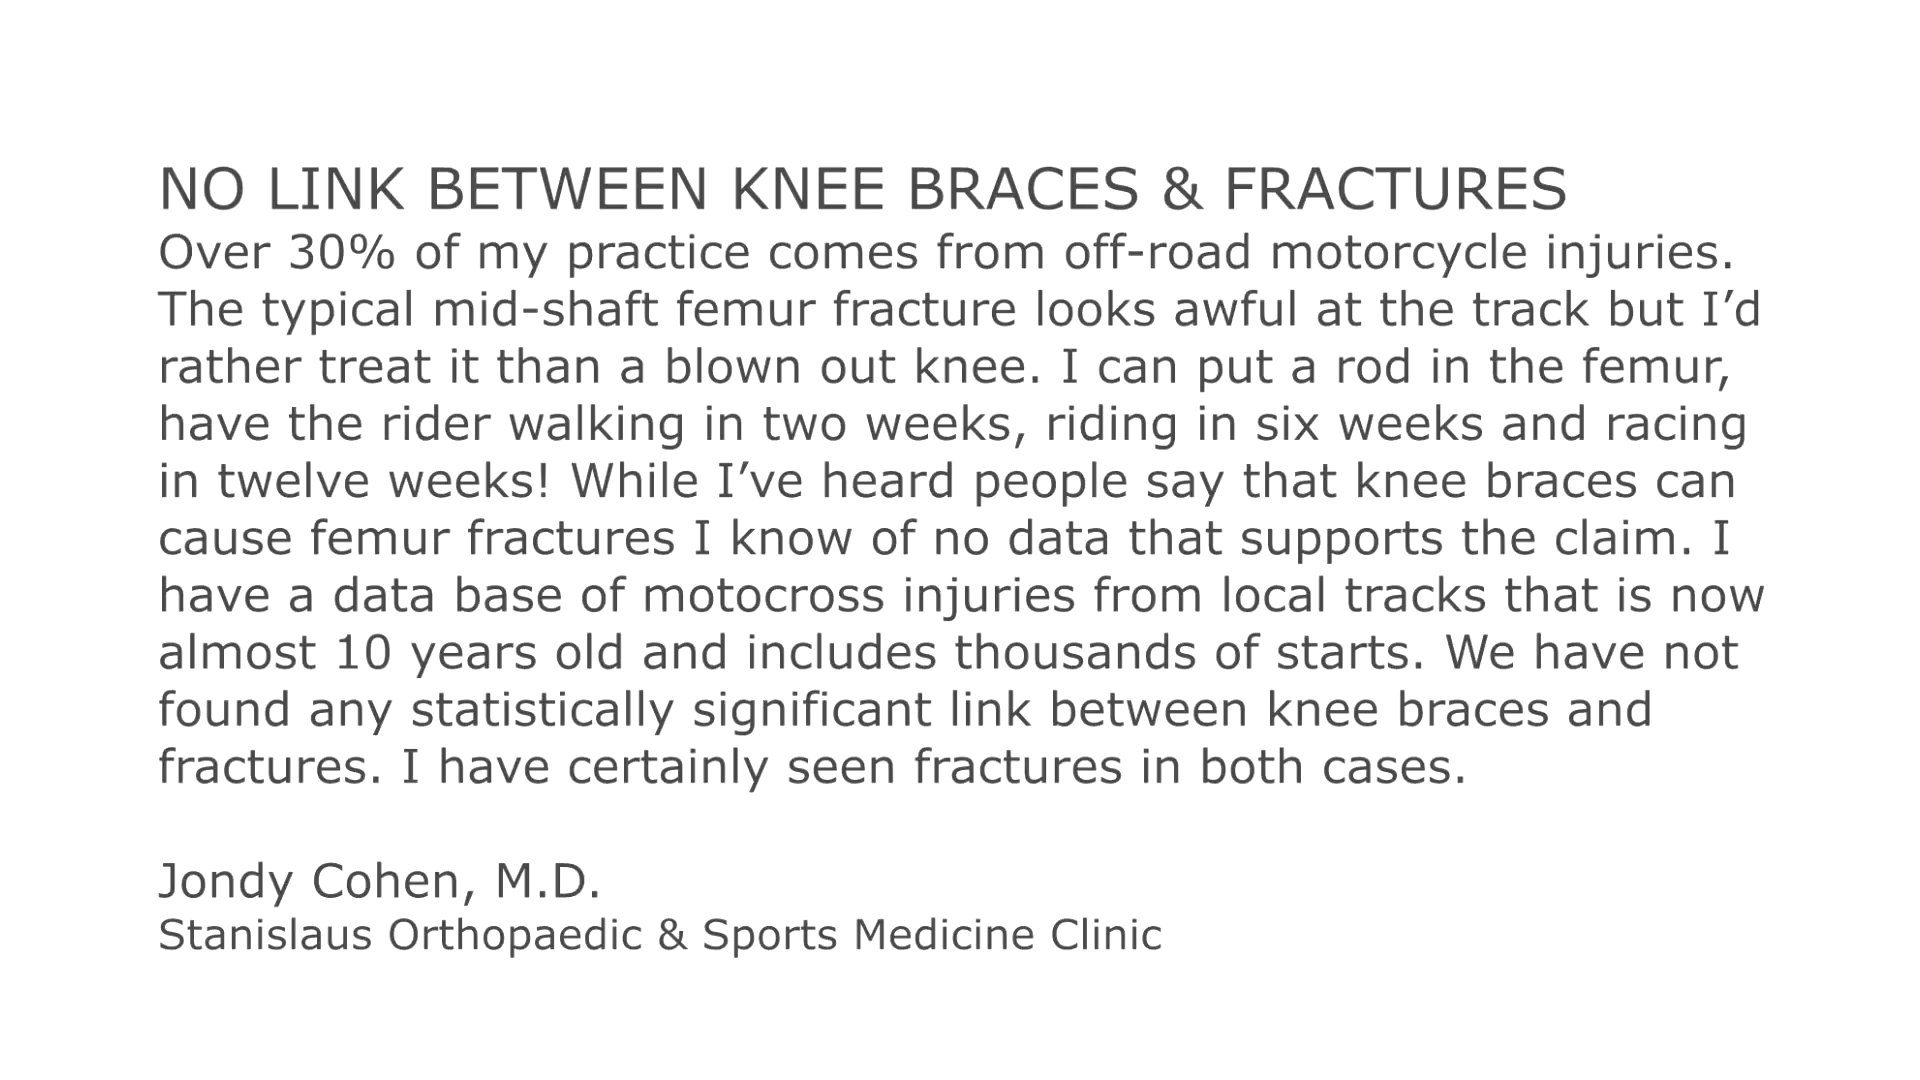 NO LINK BETWEEN KNEE BRACES & FRACTURES
Over 30% of my practice comes from off-road motorcycle injuries.
The typical mid-shaft femur fracture looks awful at the track but I’d
rather treat it than a blown out knee. I can put a rod in the femur,
have the rider walking in two weeks, riding in six weeks and racing
in twelve weeks! While I’ve heard people say that knee braces can
cause femur fractures I know of no data that supports the claim. I
have a data base of motocross injuries from local tracks that is now
almost 10 years old and includes thousands of starts. We have not
found any statistically significant link between knee braces and
fractures. I have certainly seen fractures in both cases.
Jondy Cohen, M.D.
Stanislaus Orthopaedic & Sports Medicine Clinic